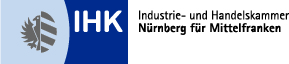 IHK
Industrie- und Handelskammer
Nürnberg für Mittelfranken